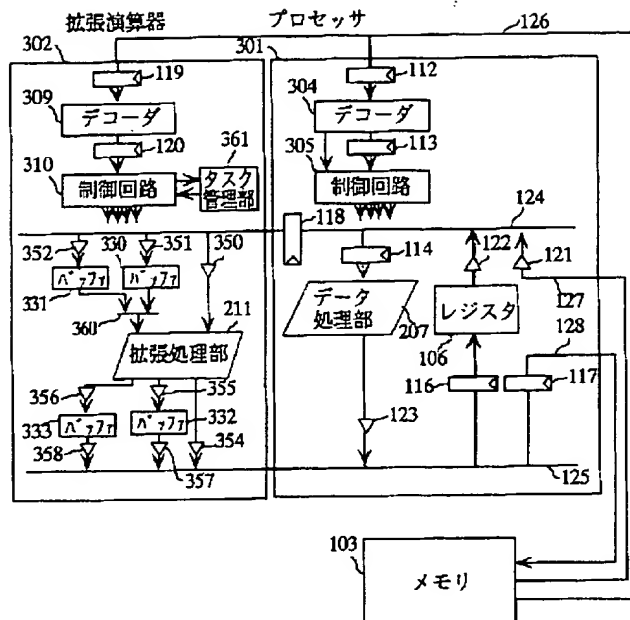 拡張演算器
プロセッサ
126
302
301
119
112
309
デコーダ
304
デコーダ
120
361
305
113
310
制御回路
タスク
管理部
制御回路
118
124
352
330
351
350
114
122
121
バッファ
バッファ
331
127
データ
処理部
レジスタ
360
211
207
128
拡張処理部
106
356
355
116
117
バッファ
バッファ
332
354
123
333
358
357
125
103
メモリ